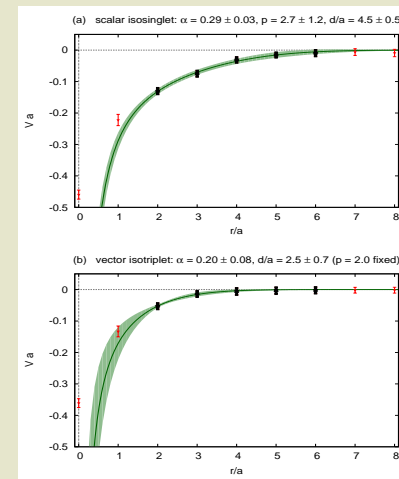 (a) scalar isosinglet: α = 0.29 ± 0.03, p = 2.7 ± 1.2, d/a = 4.5 ± 0.5
0
-0.1
-0.2
-0.3
-0.4
-0.5
V a
0 1 2 3 4 5 6 7 8
r/a
(b) vector isotriplet: α = 0.20 ± 0.08, d/a = 2.5 ± 0.7 (p = 2.0 fixed)
0
-0.1
-0.2
-0.3
-0.4
-0.5
V a
0 1 2 3 4 5 6 7 8
r/a